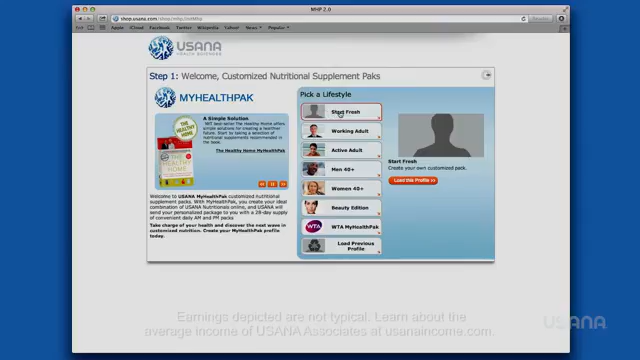 MHP 2.0
shop.usana.com
Reader
Apple iCloud Facebook Twitter Wikipedia Yahoo! News Popular
USANA
HEALTH SCIENCES
Step 1: Welcome, Customized Nutritional Supplement Paks
MYHEALTHPAK
A Simple Solution
The Healthy Home MyHealthPak
THE HEALTHY HOME
Welcome to USANA MyHealthPak customized nutritional
supplement packs. With MyHealthPak, you create your ideal
combination of USANA Nutritionals online, and USANA will
send your personalized package to you with a 28-day supply
of convenient daily AM and PM packs
Take charge of your health and discover the next wave in
customized nutrition. Create your MyHealthPak profile
today.
Pick a Lifestyle
Start Fresh
Working Adult
Active Adult
Men 40+
Women 40+
Beauty Edition
WTA
WTA MyHealthPak
Load Previous
Profile
Start Fresh
Create your own customized pack.
Load this Profile >>
Earnings depicted are not typical. Learn about the
average income of USANA Associates at usanaincome.com.
USANA